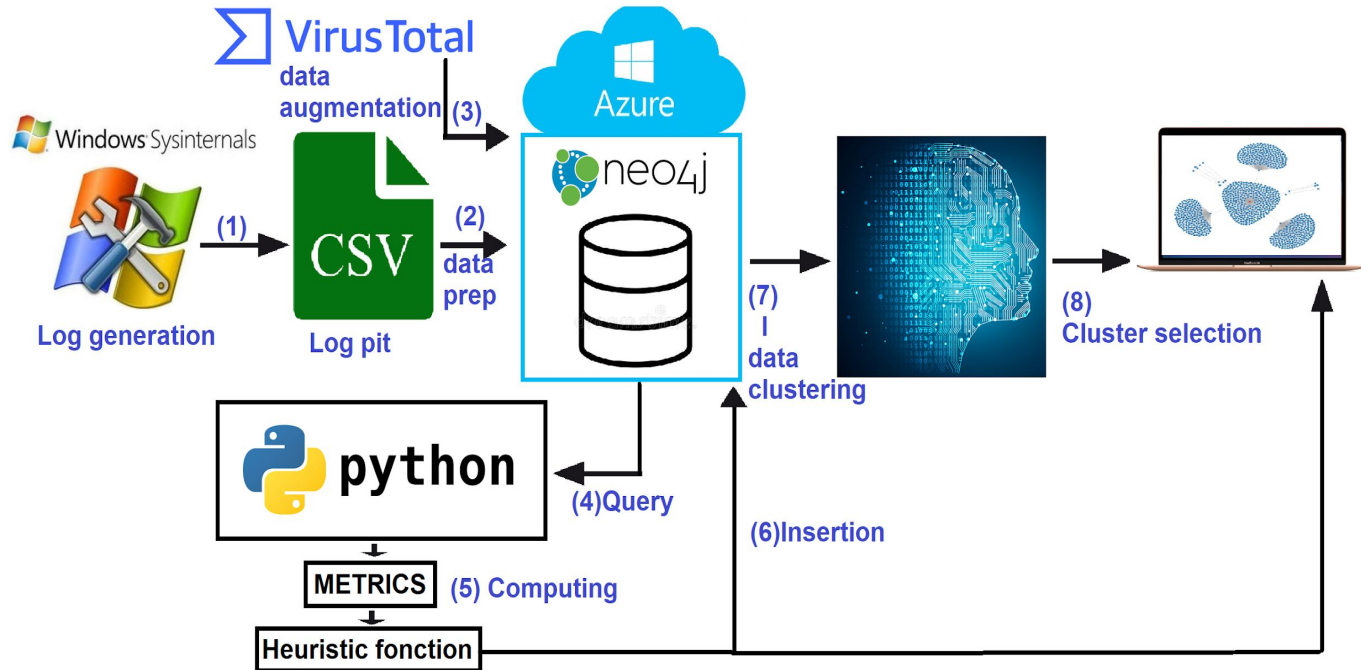 VirusTotal
data
augmentation
(3)
Azure
Windows Sysinternals
neo4j
(1)
CSV
(2)
data
prep
(7)
data
clustering
(8)
Cluster selection
Log generation
Log pit
python
(4)Query
(6)Insertion
METRICS
(5) Computing
Heuristic fonction